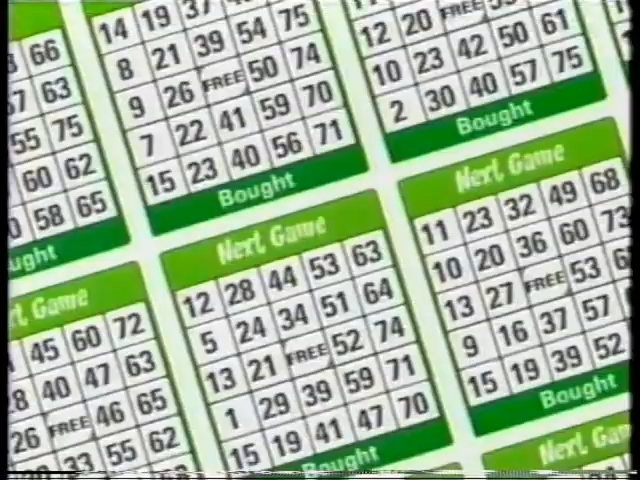 66
63
55 75
60 62
58 65
ught
14 19 37
8 21 39 54 75
9 26 FREE 50 74
7 22 41 59 70
15 23 40 56 71
Bought
12 20 FREE
10 23 42 50 61
2 30 40 57 75
Bought
Game
45 60 72
40 47 63
26 FREE 46 65
33 55 62
Next Game
12 28 44 53 63
5 24 34 51 64
13 21 FREE 52 74
1 29 39 59 71
15 19 41 47 70
Bought
Next Game
11 23 32 49 68
10 20 36 60 73
13 27 FREE 53
9 16 37 57
15 19 39 52
Bought
Next Gam